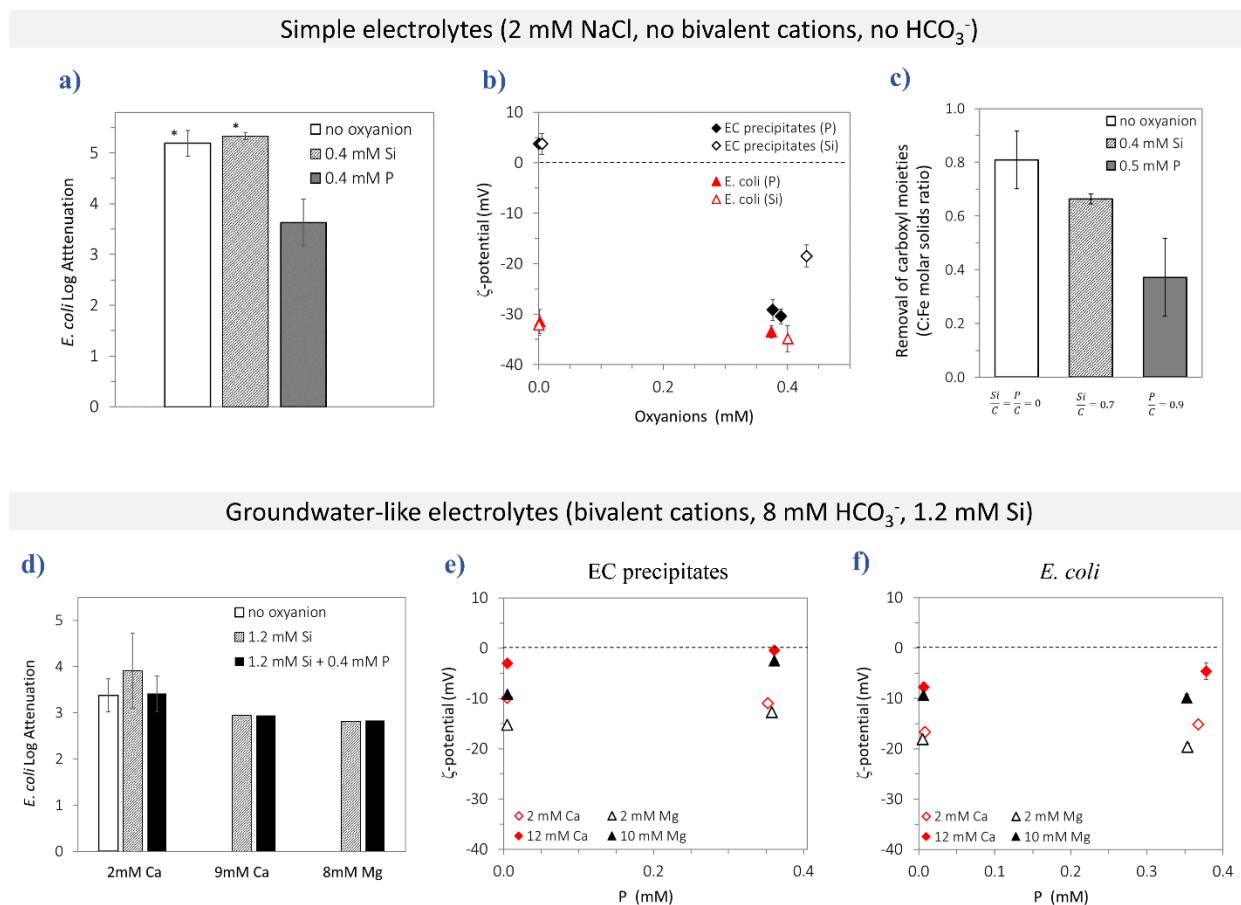 Simple electrolytes (2 mM NaCl, no bivalent cations, no HCO₃⁻)
a)
E. coli Log Atttenuation
5
4
3
2
1
0
*
*
no oxyanion
0.4 mM Si
0.4 mM P
b)
ζ-potential (mV)
10
0
-10
-20
-30
-40
EC precipitates (P)
EC precipitates (Si)
E. coli (P)
E. coli (Si)
0.0
0.2
0.4
Oxyanions (mM)
c)
Removal of carboxyl moieties
(C:Fe molar solids ratio)
1.0
0.8
0.6
0.4
0.2
0.0
no oxyanion
0.4 mM Si
0.5 mM P
Si/C = P/C = 0
Si/C = 0.7
P/C = 0.9
Groundwater-like electrolytes (bivalent cations, 8 mM HCO₃⁻, 1.2 mM Si)
d)
E. coli Log Attenuation
5
4
3
2
1
0
no oxyanion
1.2 mM Si
1.2 mM Si + 0.4 mM P
2mM Ca
9mM Ca
8mM Mg
e)
EC precipitates
ζ-potential (mV)
10
0
-10
-20
-30
-40
2 mM Ca
2 mM Mg
12 mM Ca
10 mM Mg
0.0
0.2
0.4
P (mM)
f)
E. coli
ζ-potential (mV)
10
0
-10
-20
-30
-40
2 mM Ca
2 mM Mg
12 mM Ca
10 mM Mg
0.0
0.1
0.2
0.3
0.4
P (mM)